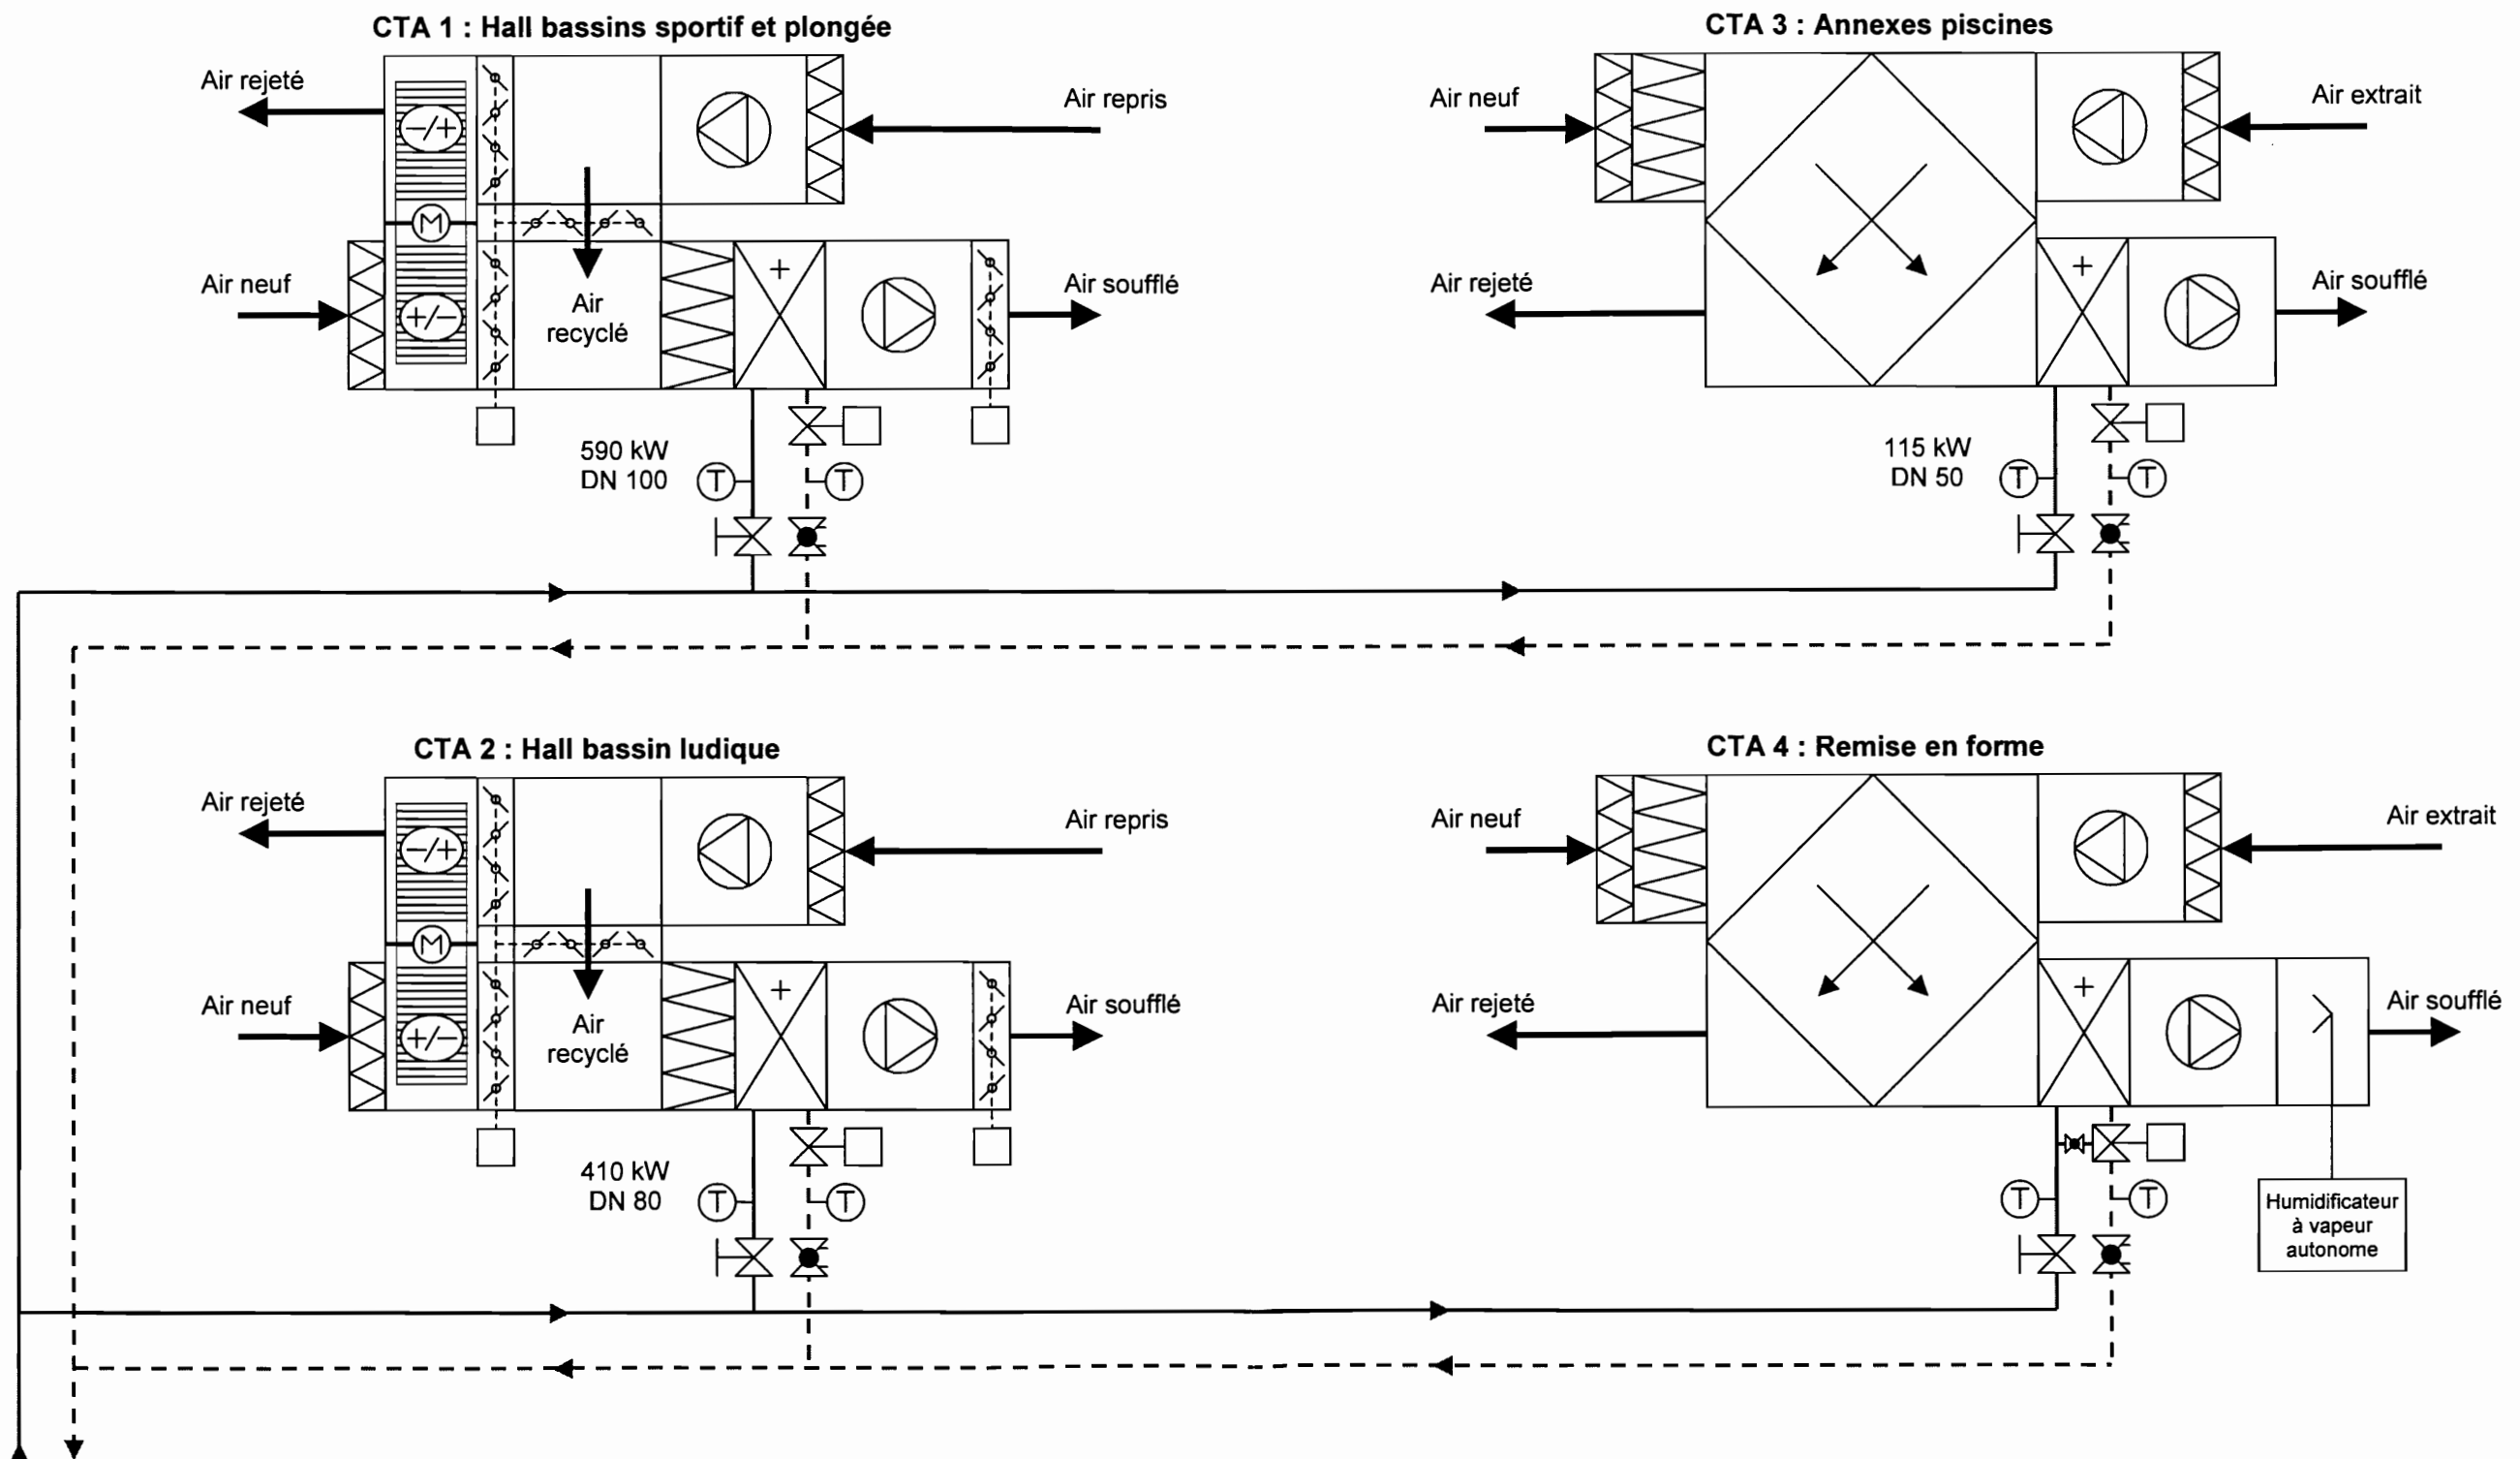 CTA 1 : Hall bassins sportif et plongée
Air rejeté
Air repris
−/+
M
Air neuf
+/−
Air
recyclé
+
Air soufflé
590 kW
DN 100
T
T
CTA 3 : Annexes piscines
Air neuf
Air extrait
Air rejeté
+
Air soufflé
115 kW
DN 50
T
T
CTA 2 : Hall bassin ludique
Air rejeté
Air repris
−/+
M
Air neuf
+/−
Air
recyclé
+
Air soufflé
410 kW
DN 80
T
T
CTA 4 : Remise en forme
Air neuf
Air extrait
Air rejeté
+
Air soufflé
T
T
Humidificateur
à vapeur
autonome